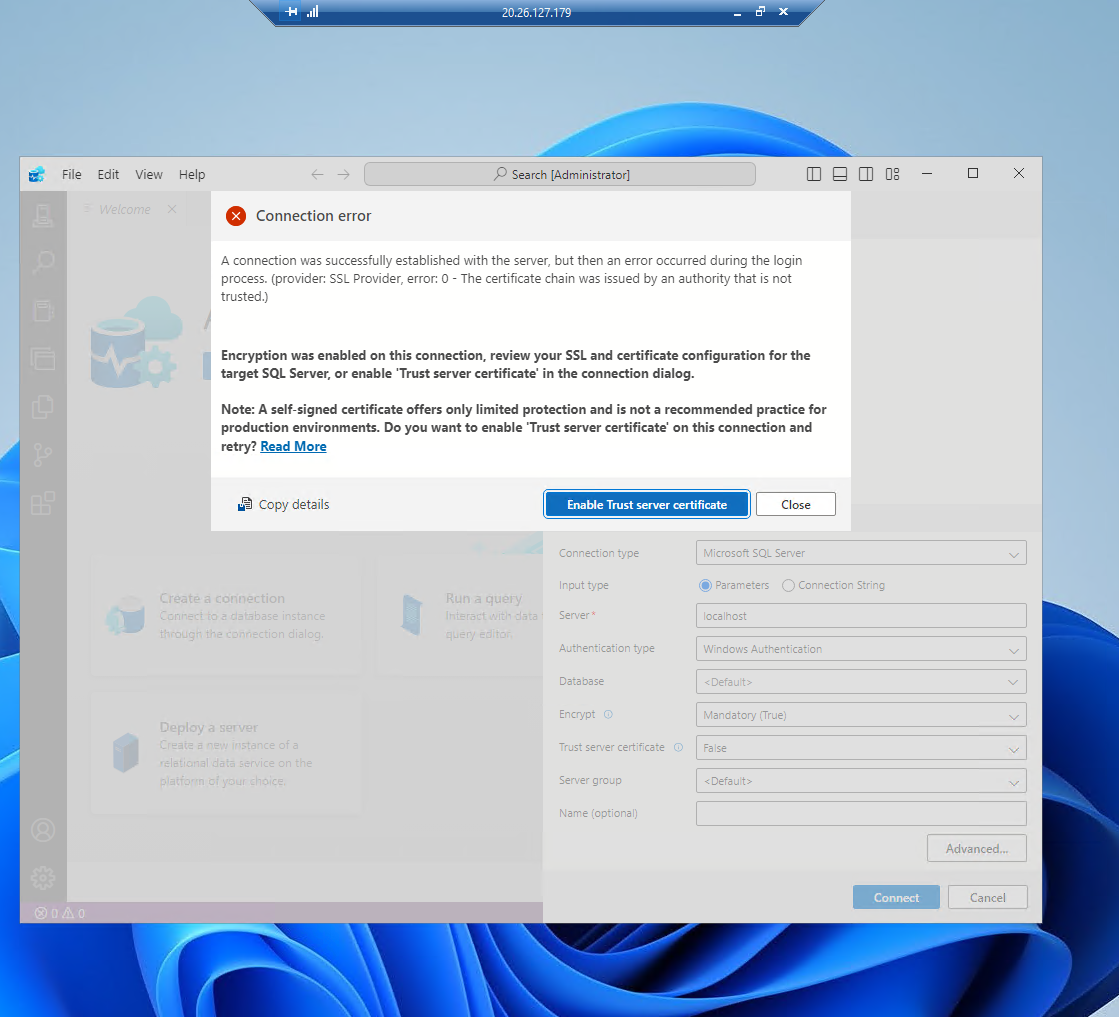 20.26.127.179
File Edit View Help
Search [Administrator]
Welcome
Connection error
A connection was successfully established with the server, but then an error occurred during the login
process. (provider: SSL Provider, error: 0 - The certificate chain was issued by an authority that is not
trusted.)
Encryption was enabled on this connection, review your SSL and certificate configuration for the
target SQL Server, or enable 'Trust server certificate' in the connection dialog.
Note: A self-signed certificate offers only limited protection and is not a recommended practice for
production environments. Do you want to enable 'Trust server certificate' on this connection and
retry? Read More
Copy details
Enable Trust server certificate
Close
Create a connection
Connect to a database instance
through the connection dialog.
Run a query
Interact with data
query editor.
Deploy a server
Create a new instance of a
relational data service on the
platform of your choice.
Connection type Microsoft SQL Server
Input type Parameters Connection String
Server* localhost
Authentication type Windows Authentication
Database <Default>
Encrypt Mandatory (True)
Trust server certificate False
Server group <Default>
Name (optional)
Advanced...
Connect Cancel
0 0